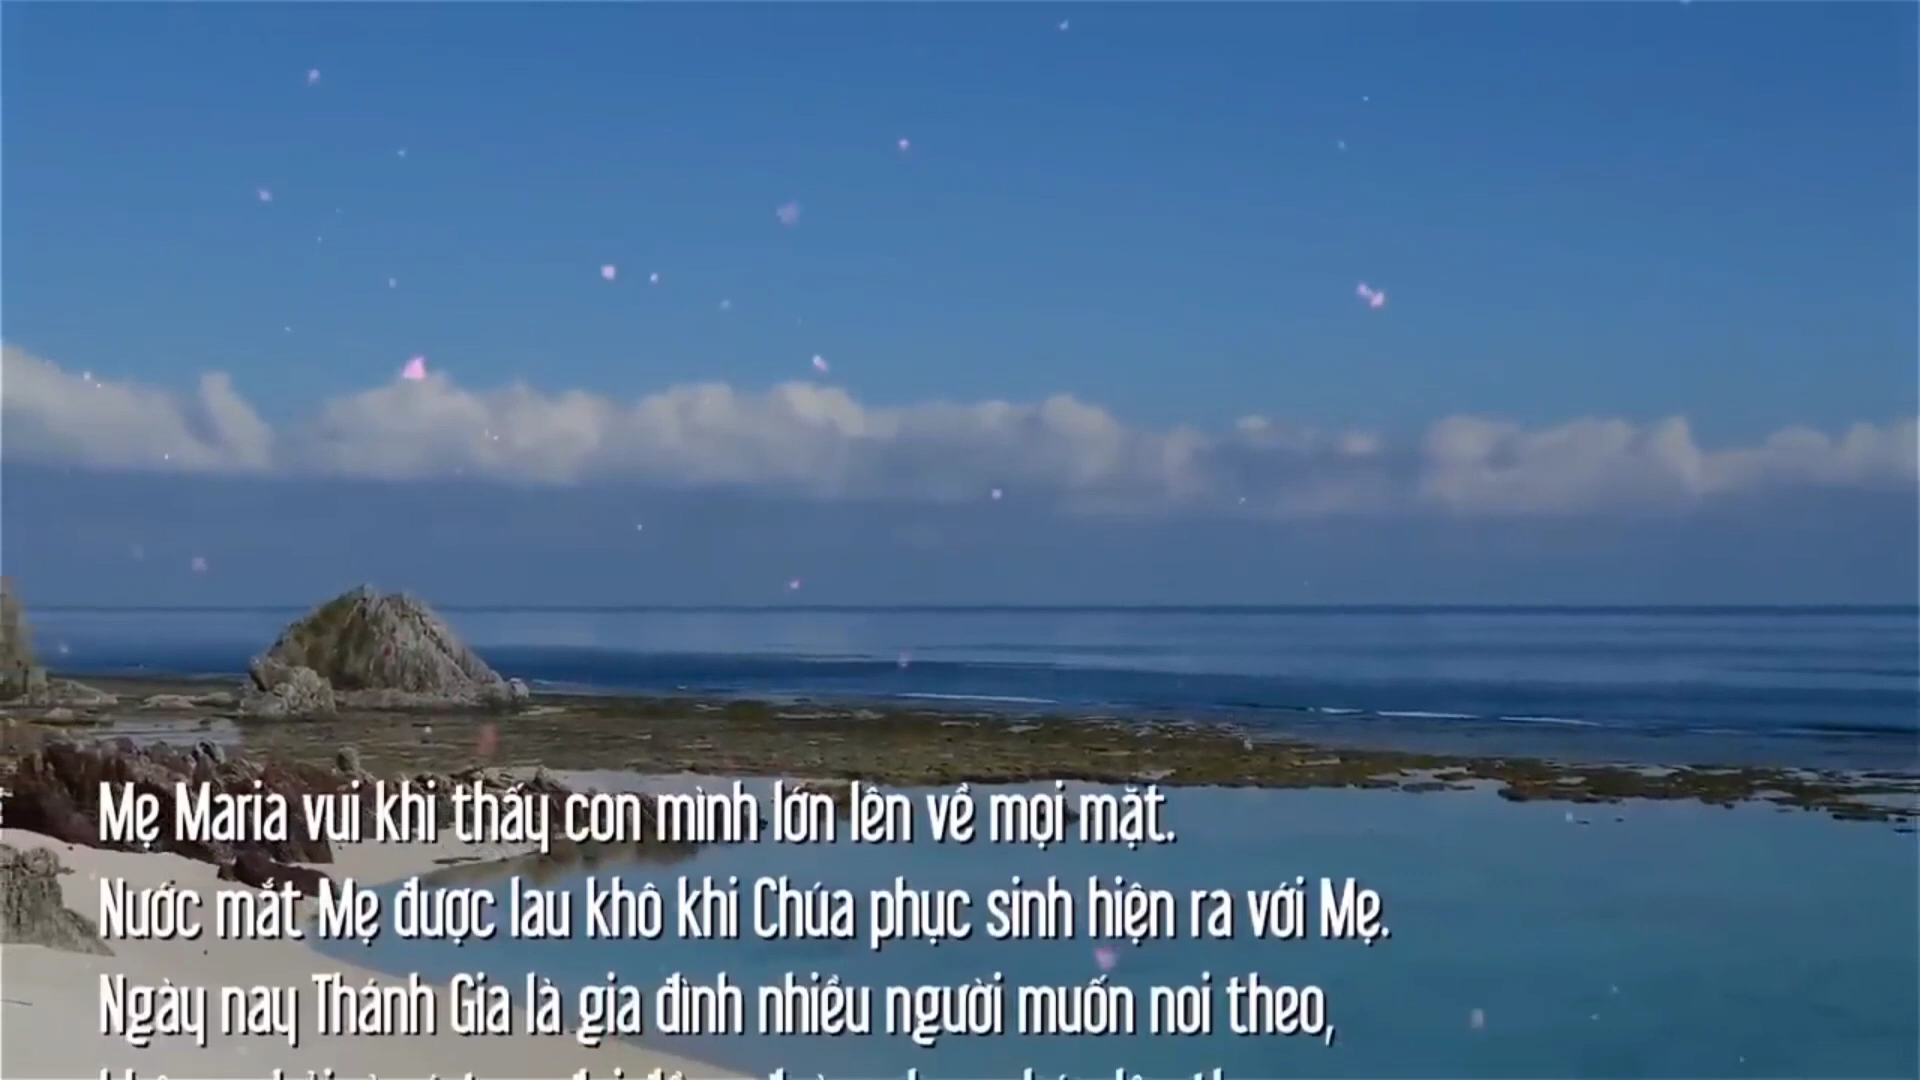 Mẹ Maria vui khi thấy con mình lớn lên về mọi mặt.
Nước mắt Mẹ được lau khô khi Chúa phục sinh hiện ra với Mẹ.
Ngày nay Thánh Gia là gia đình nhiều người muốn noi theo,